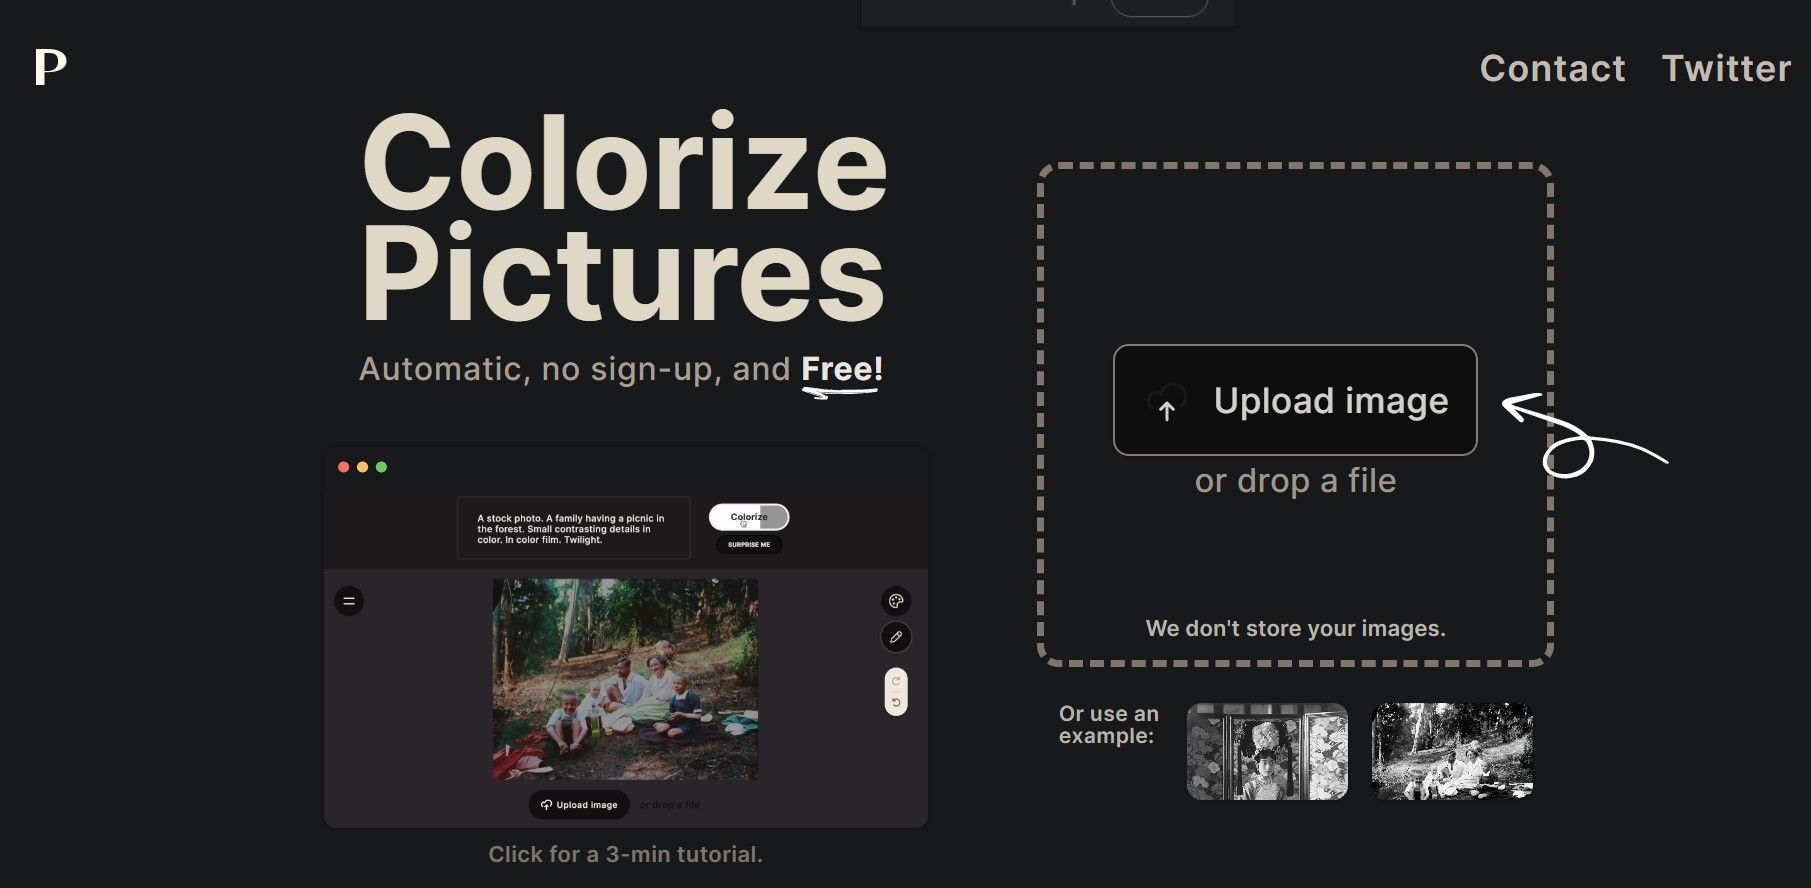 P
Contact
Twitter
Colorize
Pictures
Automatic, no sign-up, and Free!
A stock photo. A family having a picnic in
the forest. Small contrasting details in
color. In color film. Twilight.
Colorize
SURPRISE ME
Upload image
or drop a file
Click for a 3-min tutorial.
Upload image
or drop a file
We don't store your images.
Or use an
example: